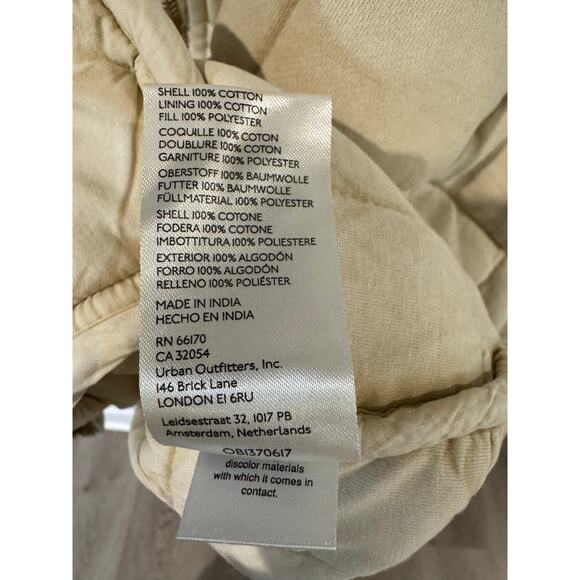 SHELL 100% COTTON
LINING 100% COTTON
FILL 100% POLYESTER
COQUILLE 100% COTON
DOUBLURE 100% COTON
GARNITURE 100% POLYESTER
OBERSTOFF 100% BAUMWOLLE
FUTTER 100% BAUMWOLLE
FÜLLMATERIAL 100% POLYESTER
SHELL 100% COTONE
FODERA 100% COTONE
IMBOTTITURA 100% POLIESTERE
EXTERIOR 100% ALGODÓN
FORRO 100% ALGODÓN
RELLENO 100% POLIÉSTER
MADE IN INDIA
HECHO EN INDIA
RN 66170
CA 32054
Urban Outfitters, Inc.
146 Brick Lane
LONDON E1 6RU
Leidsestraat 32, 1017 PB
Amsterdam, Netherlands
OB1370617
discolor materials
with which it comes in
contact.